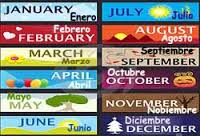 JANUARY
Enero
Febrero
FEBRUARY
MARCH
Marzo
APRIL
Abril
MAY
Mayo
JUNE
Junio
JULY
Julio
AUGUST
Agosto
Septiembre
SEPTEMBER
Octubre
OCTOBER
NOVEMBER
Nobiembre
Diciembre
DECEMBER